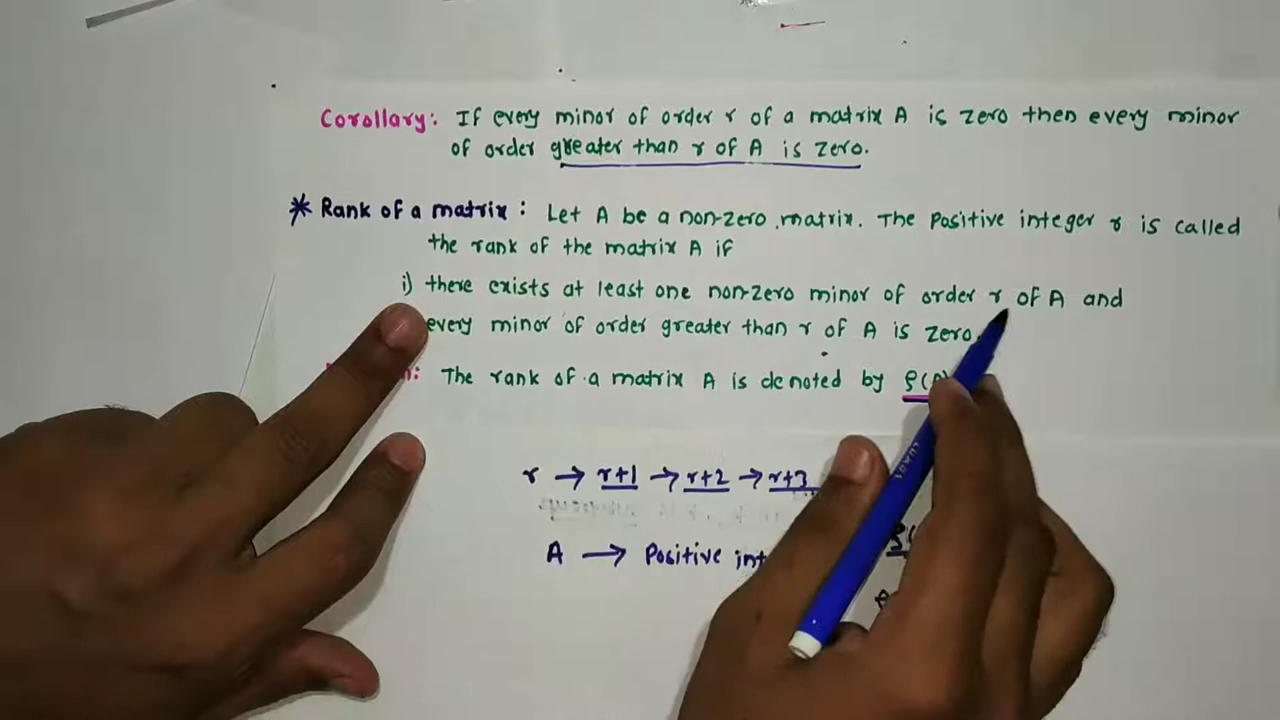 Corollary: If every minor of order r of a matrix A is zero then every minor
of order greater than r of A is zero.
* Rank of a matrix: Let A be a non-zero matrix. The Positive integer r is called
the rank of the matrix A if
i) there exists at least one non-zero minor of order r of A and
every minor of order greater than r of A is zero.
The rank of a matrix A is denoted by ρ(A)
r → r+1 → r+2 → r+3
A → Positive